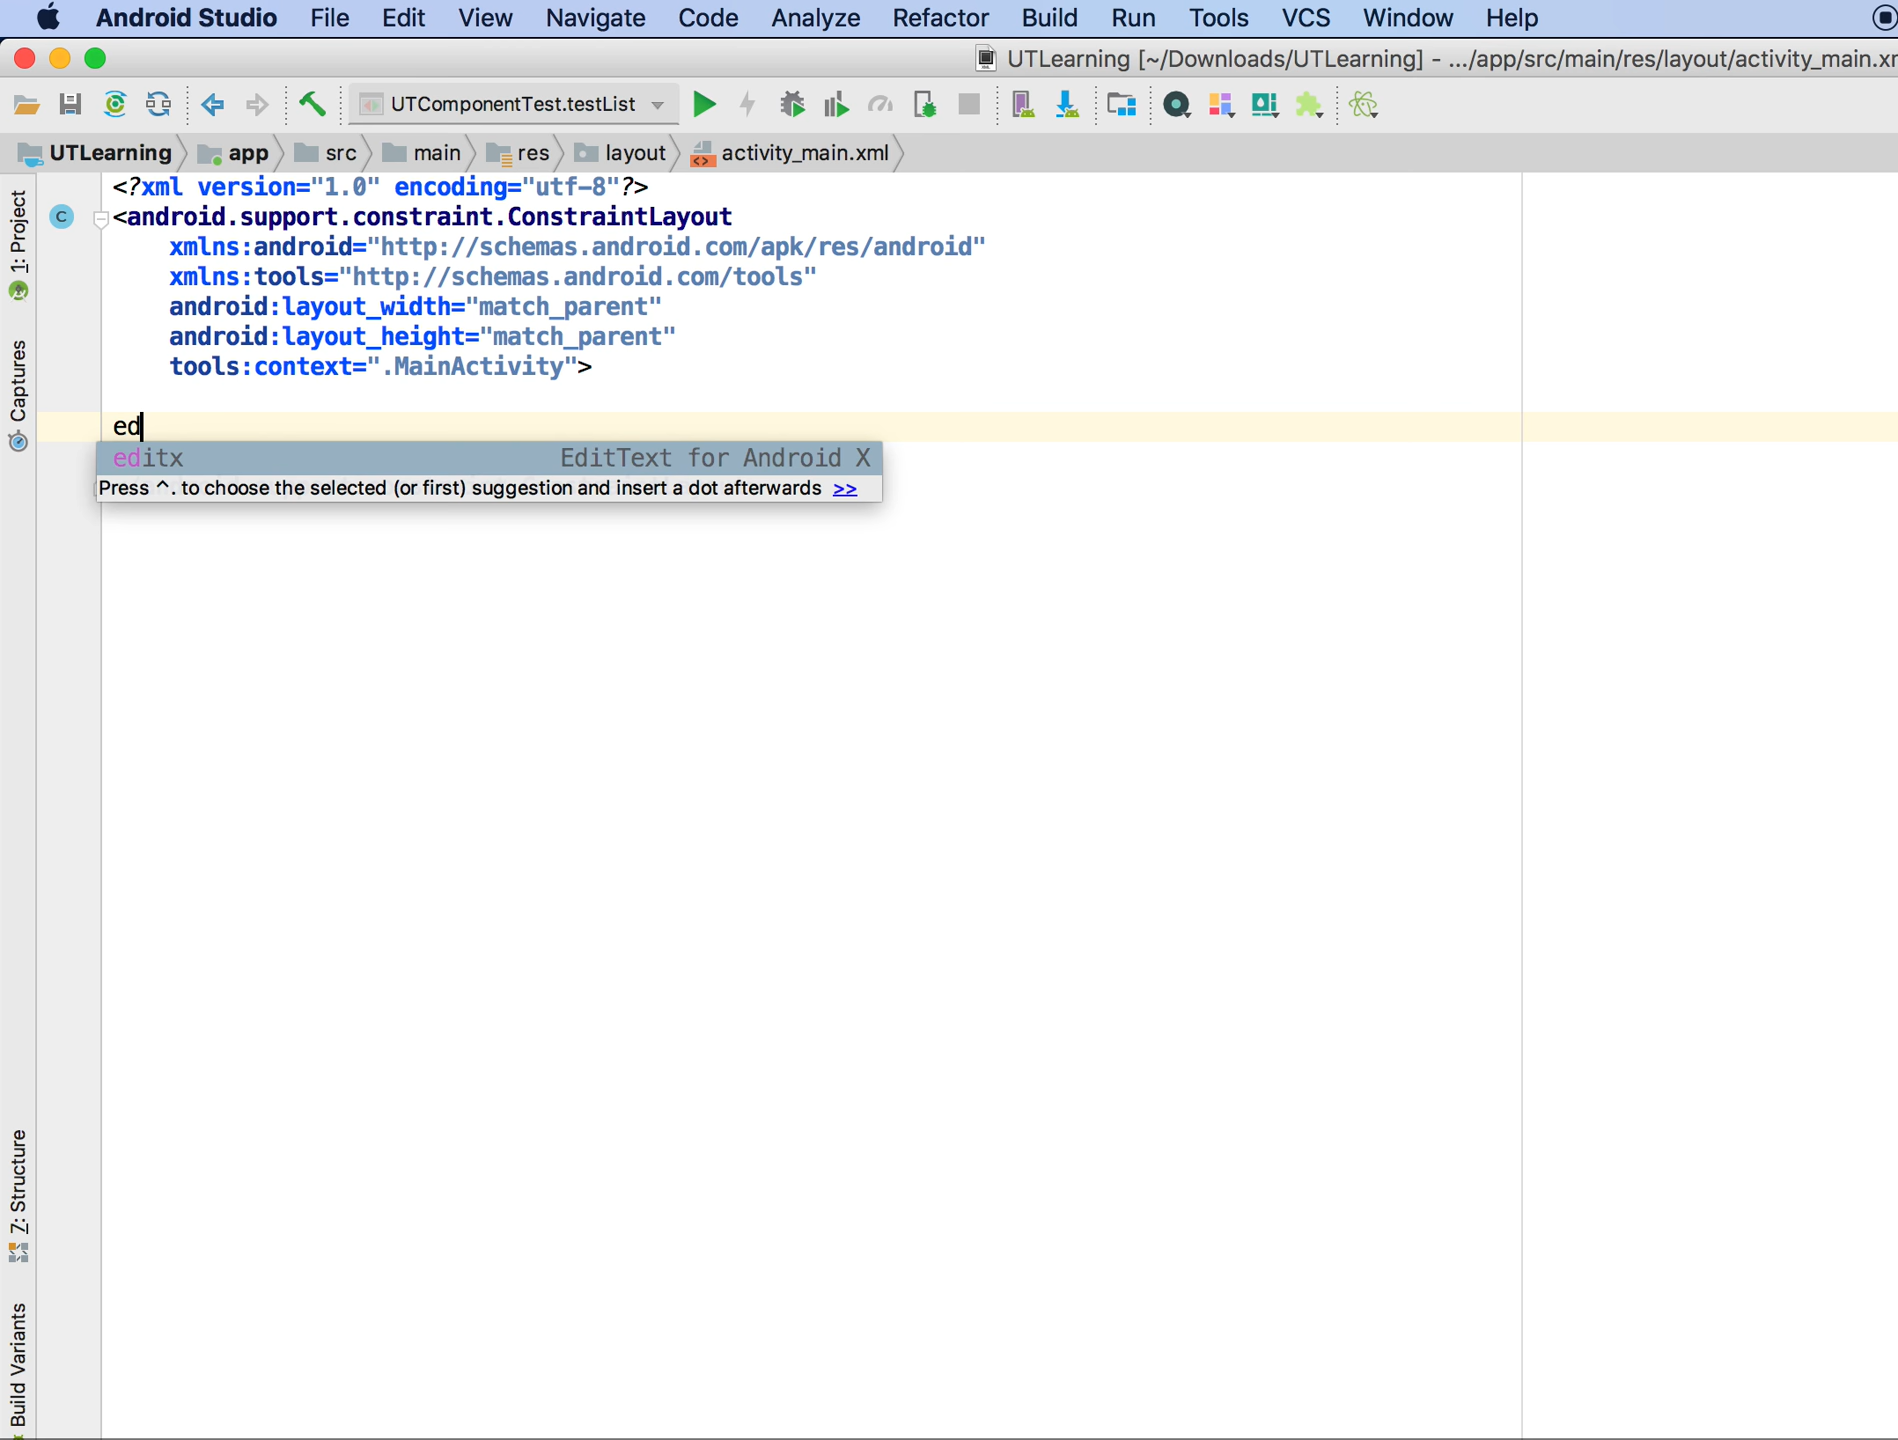 Android Studio File Edit View Navigate Code Analyze Refactor Build Run Tools VCS Window Help
UTLearning [~/Downloads/UTLearning] - .../app/src/main/res/layout/activity_main.xr
UTComponentTest.testList
UTLearning app src main res layout activity_main.xml
1: Project
Captures
7: Structure
Build Variants
<?xml version="1.0" encoding="utf-8"?>
C
<android.support.constraint.ConstraintLayout
xmlns:android="http://schemas.android.com/apk/res/android"
xmlns:tools="http://schemas.android.com/tools"
android:layout_width="match_parent"
android:layout_height="match_parent"
tools:context=".MainActivity">
ed
editx EditText for Android X
Press ^. to choose the selected (or first) suggestion and insert a dot afterwards >>